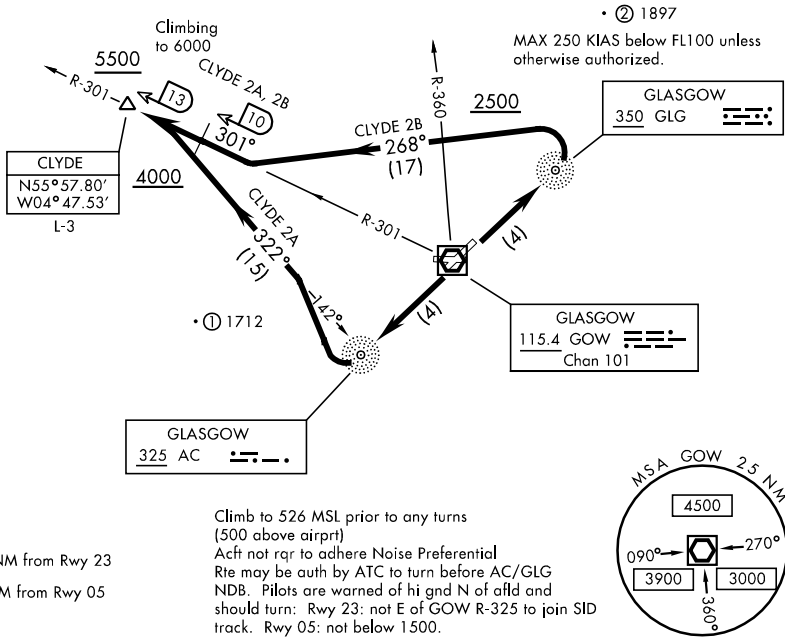 ② 1897
MAX 250 KIAS below FL100 unless
otherwise authorized.
Climbing
to 6000
5500
CLYDE 2A, 2B
R-301
13
10
301°
R-360
2500
GLASGOW
350 GLG
CLYDE 2B
268°
(17)
CLYDE
N55°57.80'
W04°47.53'
L-3
4000
CLYDE 2A
322°
(15)
R-301
(4)
(4)
① 1712
142°
GLASGOW
115.4 GOW
Chan 101
GLASGOW
325 AC
MSA GOW 25 NM
4500
090°
270°
3900
3000
360°
NM from Rwy 23
M from Rwy 05
Climb to 526 MSL prior to any turns
(500 above airprt)
Acft not rqr to adhere Noise Preferential
Rte may be auth by ATC to turn before AC/GLG
NDB. Pilots are warned of hi gnd N of afld and
should turn: Rwy 23: not E of GOW R-325 to join SID
track. Rwy 05: not below 1500.